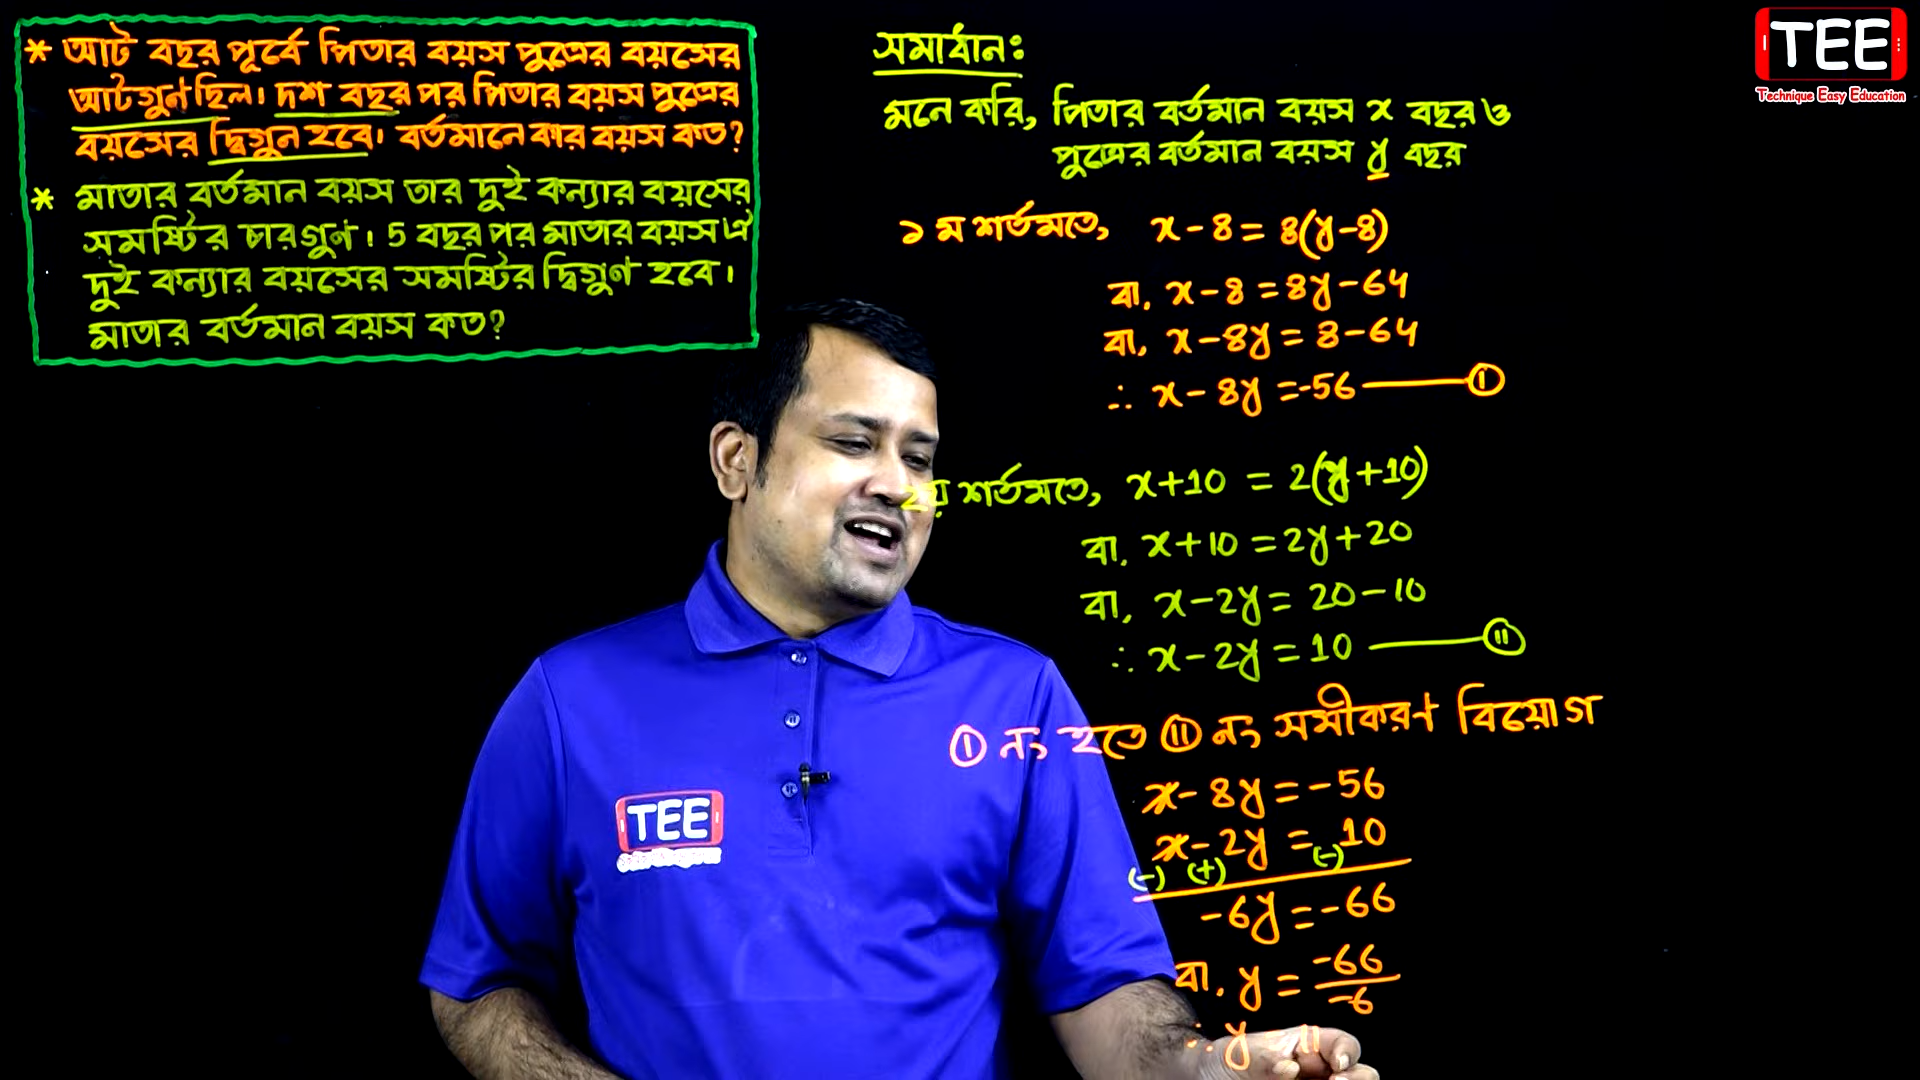 * আট বছর পূর্বে পিতার বয়স পুত্রের বয়সের
আটগুণ ছিল। দশ বছর পর পিতার বয়স পুত্রের
বয়সের দ্বিগুন হবে। বর্তমানে কার বয়স কত?
* মাতার বর্তমান বয়স তার দুই কন্যার বয়সের
সমষ্টির চারগুণ। 5 বছর পর মাতার বয়স ঐ
দুই কন্যার বয়সের সমষ্টির দ্বিগুণ হবে।
মাতার বর্তমান বয়স কত?
সমাধানঃ
মনে করি, পিতার বর্তমান বয়স x বছর ও
পুত্রের বর্তমান বয়স y বছর
১ম শর্তমতে, x-8 = 8(y-8)
বা, x-8 = 8y-64
বা, x-8y = 8-64
∴ x-8y = -56 ——— (I)
২য় শর্তমতে, x+10 = 2(y+10)
বা, x+10 = 2y+20
বা, x-2y = 20-10
∴ x-2y = 10 ——— (II)
(I) নং হতে (II) নং সমীকরণ বিয়োগ
x-8y = -56
x-2y = 10
(-) (+) (-)
-6y = -66
বা, y = -66/-6
∴ y = 11
TEE
Technique Easy Education
TEE